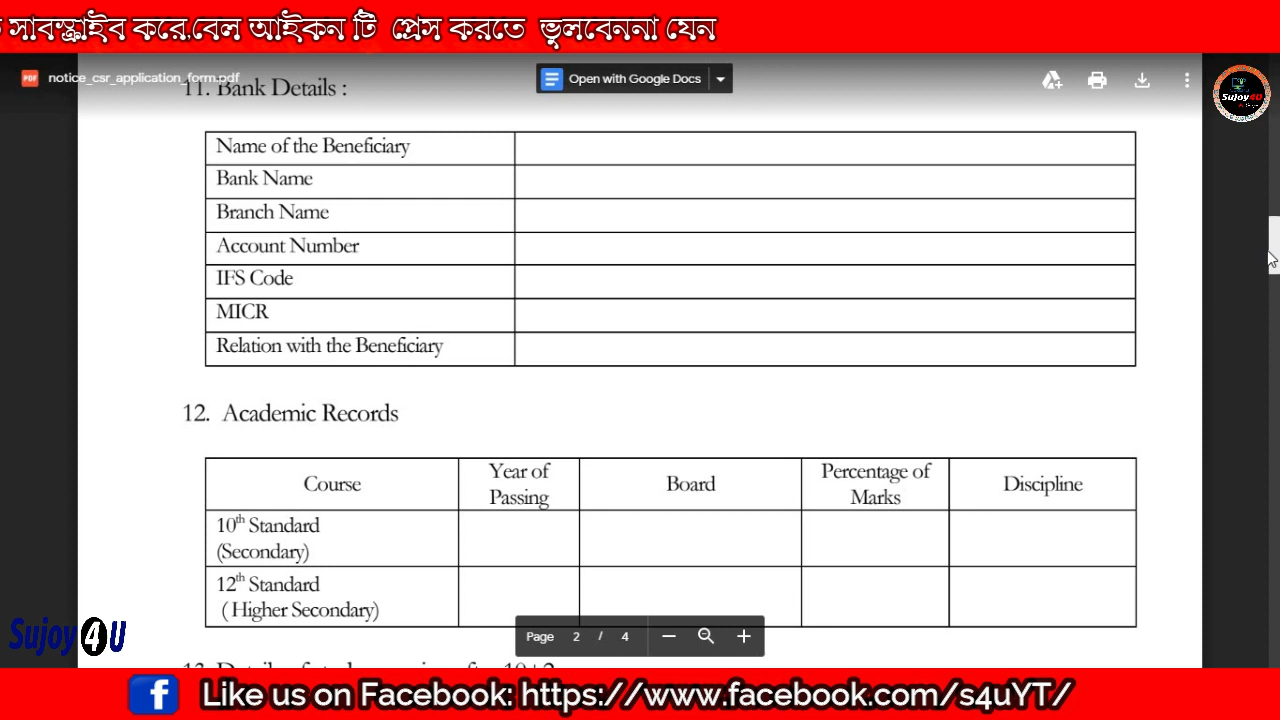 সাবস্ক্রাইব করে,বেল আইকন টি প্রেস করতে ভুলবেননা যেন
notice_csr_application_form.pdf
Open with Google Docs
11. Bank Details :
Sujoy4U
Name of the Beneficiary
Bank Name
Branch Name
Account Number
IFS Code
MICR
Relation with the Beneficiary
12. Academic Records
Course Year of Passing Board Percentage of Marks Discipline
10th Standard
(Secondary)
12th Standard
( Higher Secondary)
Sujoy4U
Page 2 / 4
Like us on Facebook: https://www.facebook.com/s4uYT/